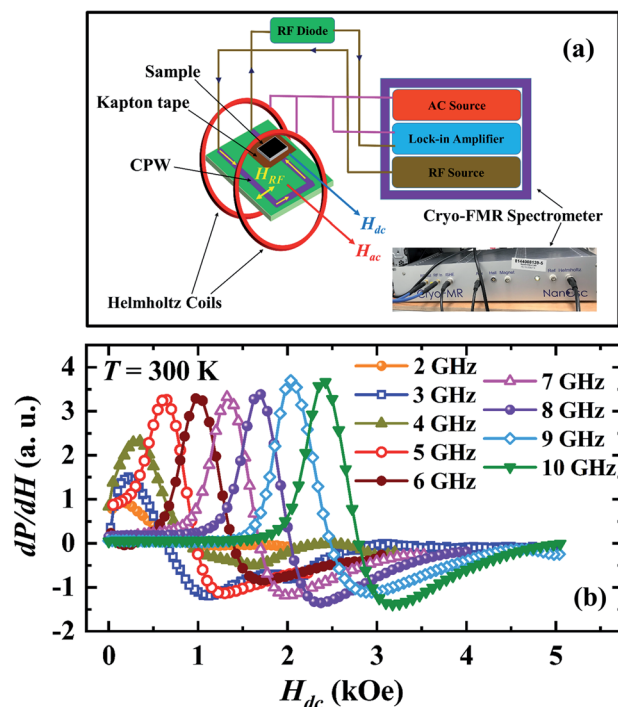 RF Diode
(a)
Sample
Kapton tape
AC Source
Lock-in Amplifier
RF Source
CPW
H_RF
H_dc
H_ac
Cryo-FMR Spectrometer
Helmholtz Coils
CryoFMR
NanOsc
T = 300 K
2 GHz
3 GHz
4 GHz
5 GHz
6 GHz
7 GHz
8 GHz
9 GHz
10 GHz
dP/dH (a. u.)
4
3
2
1
0
-1
-2
(b)
0 1 2 3 4 5
H_dc (kOe)